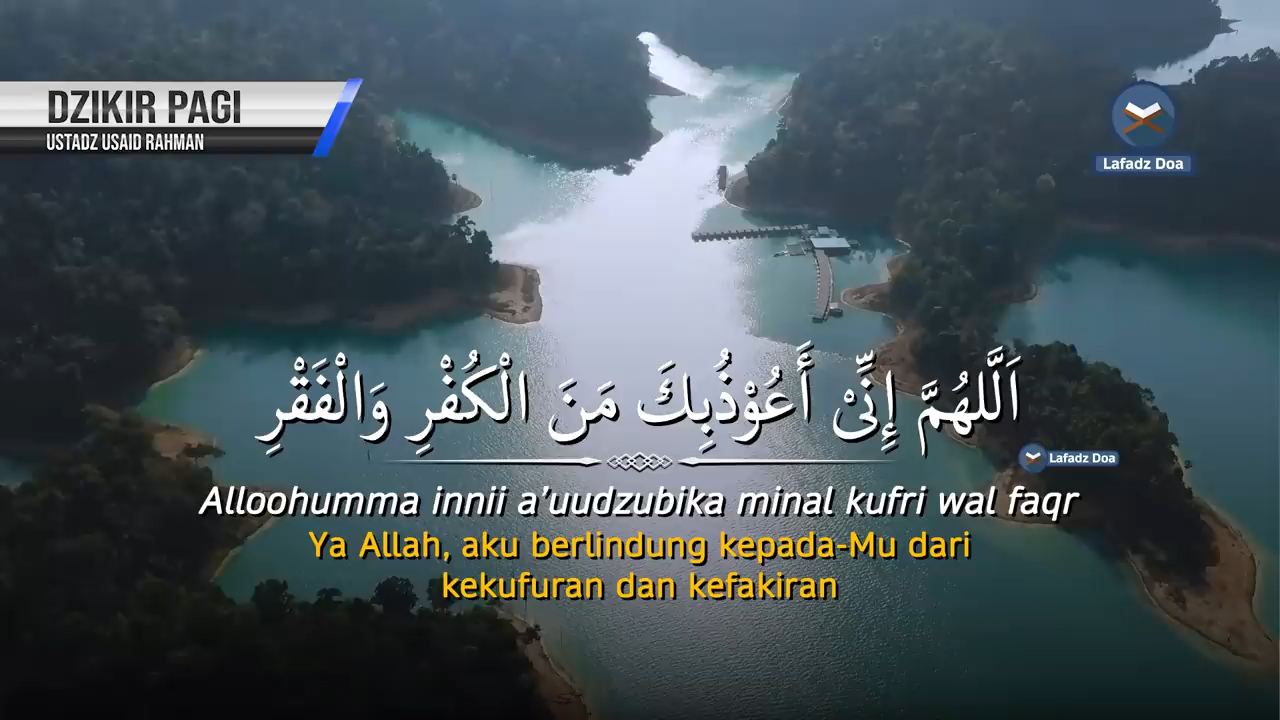 DZIKIR PAGI
USTADZ USAID RAHMAN
Lafadz Doa
اَللَّهُمَّ إِنِّيْ أَعُوْذُبِكَ مَنَ الْكُفْرِ وَالْفَقْرِ
Lafadz Doa
Alloohumma innii a’uudzubika minal kufri wal faqr
Ya Allah, aku berlindung kepada-Mu dari
kekufuran dan kefakiran